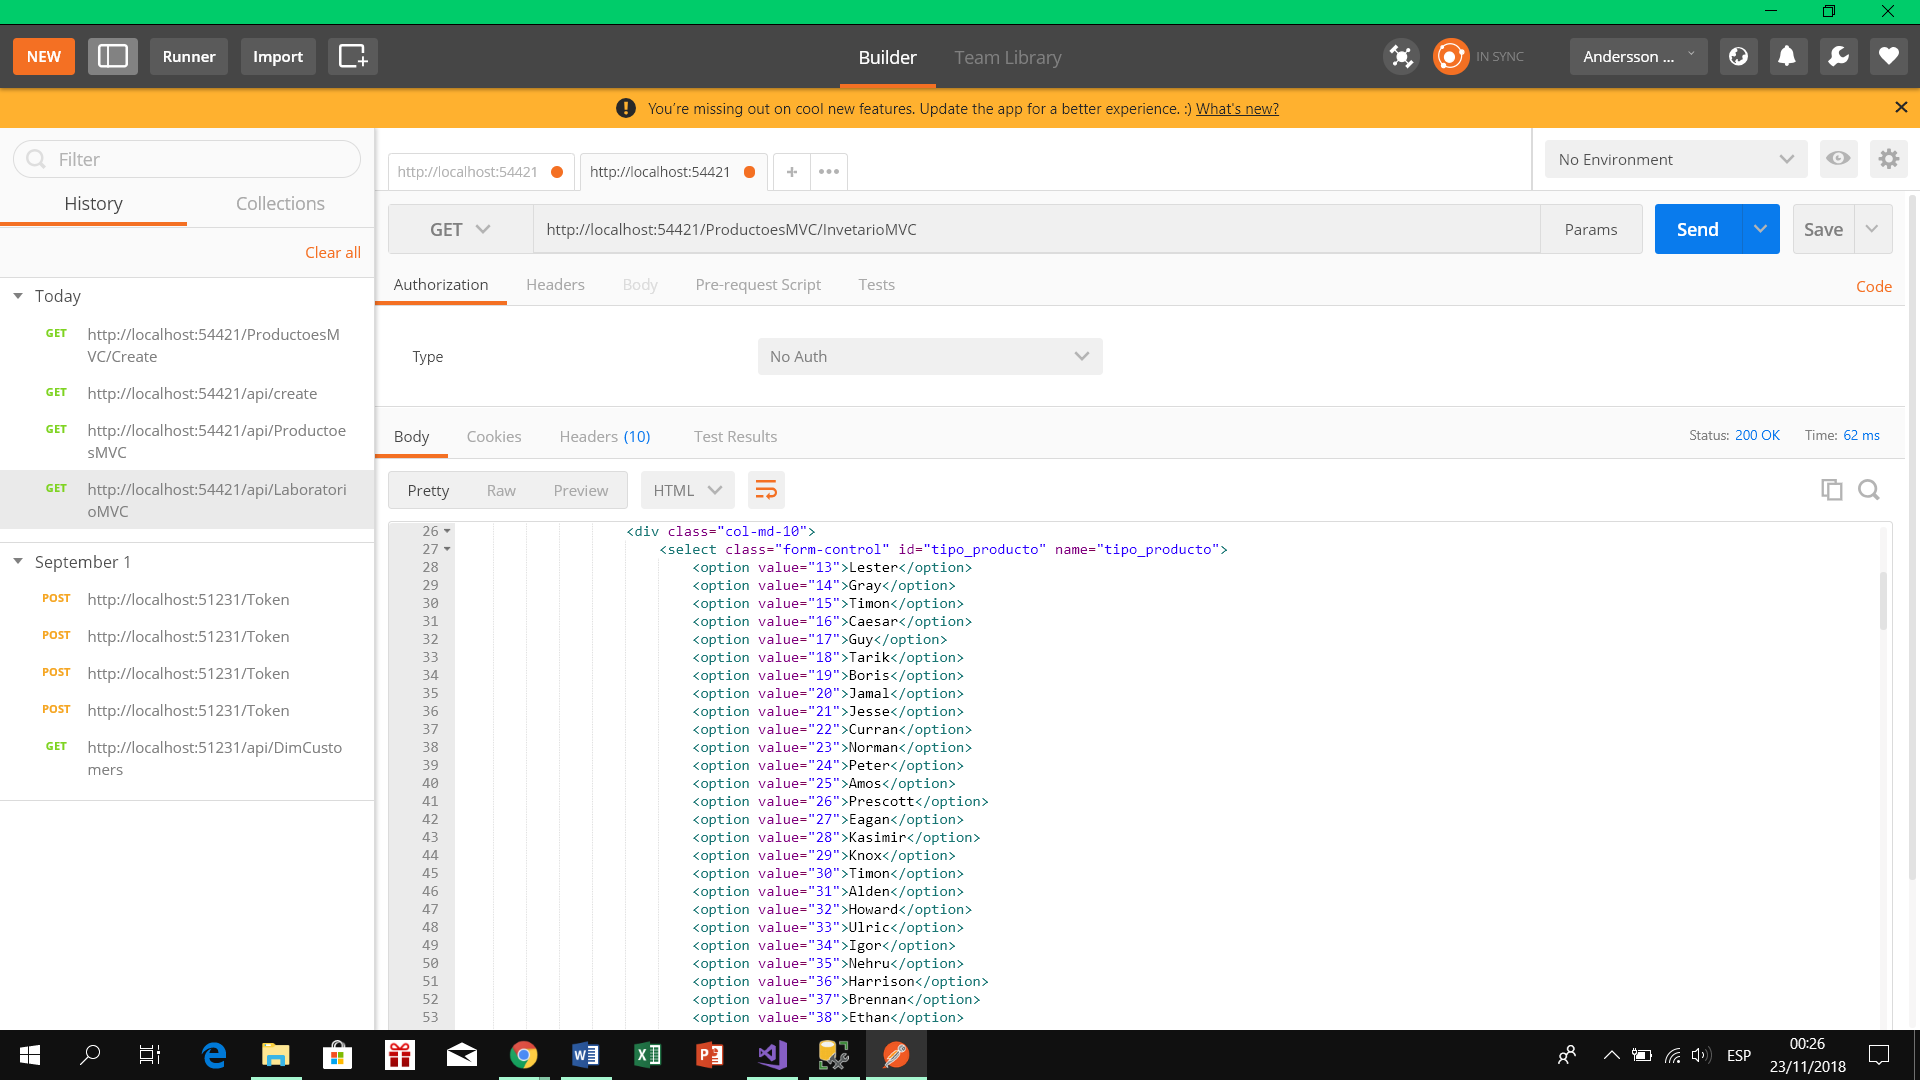 NEW
Runner
Import
Builder
Team Library
IN SYNC
Andersson ...
You're missing out on cool new features. Update the app for a better experience. :) What's new?
Filter
History
Collections
Clear all
Today
GET http://localhost:54421/ProductoesM
VC/Create
GET http://localhost:54421/api/create
GET http://localhost:54421/api/Productoe
sMVC
GET http://localhost:54421/api/Laboratori
oMVC
September 1
POST http://localhost:51231/Token
POST http://localhost:51231/Token
POST http://localhost:51231/Token
POST http://localhost:51231/Token
GET http://localhost:51231/api/DimCusto
mers
http://localhost:54421
http://localhost:54421
No Environment
GET
http://localhost:54421/ProductoesMVC/InvetarioMVC
Params
Send
Save
Authorization
Headers
Body
Pre-request Script
Tests
Code
Type
No Auth
Body
Cookies
Headers (10)
Test Results
Status: 200 OK
Time: 62 ms
Pretty
Raw
Preview
HTML
26 <div class="col-md-10">
27 <select class="form-control" id="tipo_producto" name="tipo_producto">
28 <option value="13">Lester</option>
29 <option value="14">Gray</option>
30 <option value="15">Timon</option>
31 <option value="16">Caesar</option>
32 <option value="17">Guy</option>
33 <option value="18">Tarik</option>
34 <option value="19">Boris</option>
35 <option value="20">Jamal</option>
36 <option value="21">Jesse</option>
37 <option value="22">Curran</option>
38 <option value="23">Norman</option>
39 <option value="24">Peter</option>
40 <option value="25">Amos</option>
41 <option value="26">Prescott</option>
42 <option value="27">Eagan</option>
43 <option value="28">Kasimir</option>
44 <option value="29">Knox</option>
45 <option value="30">Timon</option>
46 <option value="31">Alden</option>
47 <option value="32">Howard</option>
48 <option value="33">Ulric</option>
49 <option value="34">Igor</option>
50 <option value="35">Nehru</option>
51 <option value="36">Harrison</option>
52 <option value="37">Brennan</option>
53 <option value="38">Ethan</option>
ESP
00:26
23/11/2018